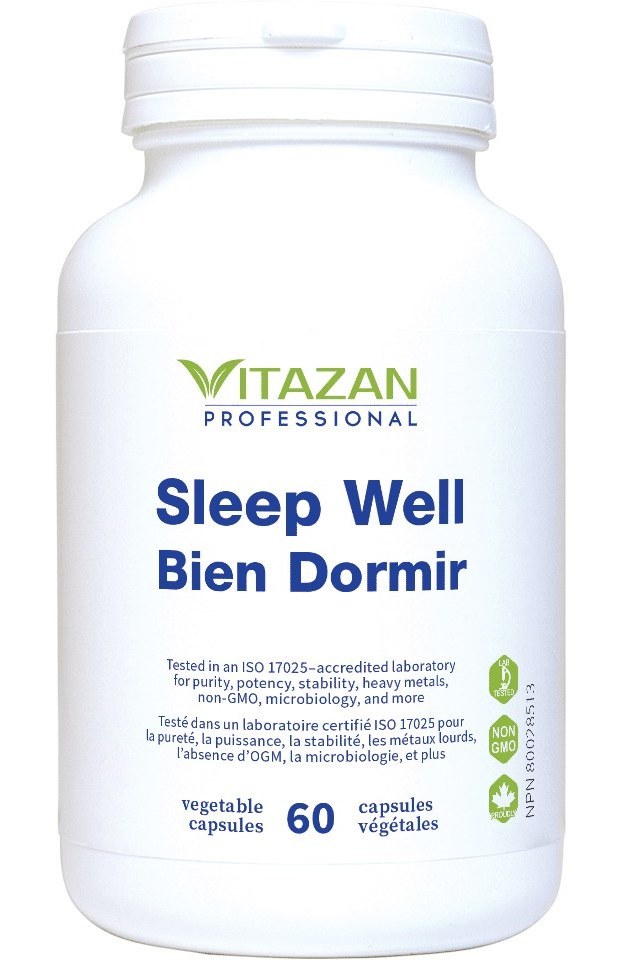 VITAZAN
PROFESSIONAL
Sleep Well
Bien Dormir
Tested in an ISO 17025–accredited laboratory
for purity, potency, stability, heavy metals,
non-GMO, microbiology, and more
Testé dans un laboratoire certifié ISO 17025 pour
la pureté, la puissance, la stabilité, les métaux lourds,
l’absence d’OGM, la microbiologie, et plus
LAB
TESTED
NON
GMO
PROUDLY
NPN 80028513
vegetable
capsules
60
capsules
végétales